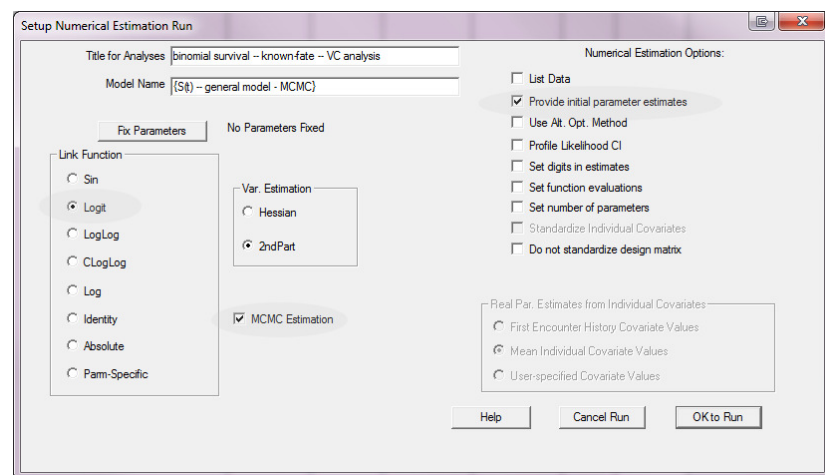 Setup Numerical Estimation Run
Title for Analyses binomial survival -- known-fate -- VC analysis
Model Name {S(t) -- general model - MCMC}
Fix Parameters No Parameters Fixed
Link Function
Sin
Logit
LogLog
CLogLog
Log
Identity
Absolute
Parm-Specific
Var. Estimation
Hessian
2ndPart
MCMC Estimation
Numerical Estimation Options:
List Data
Provide initial parameter estimates
Use Alt. Opt. Method
Profile Likelihood CI
Set digits in estimates
Set function evaluations
Set number of parameters
Standardize Individual Covariates
Do not standardize design matrix
Real Par. Estimates from Individual Covariates
First Encounter History Covariate Values
Mean Individual Covariate Values
User-specified Covariate Values
Help Cancel Run OK to Run